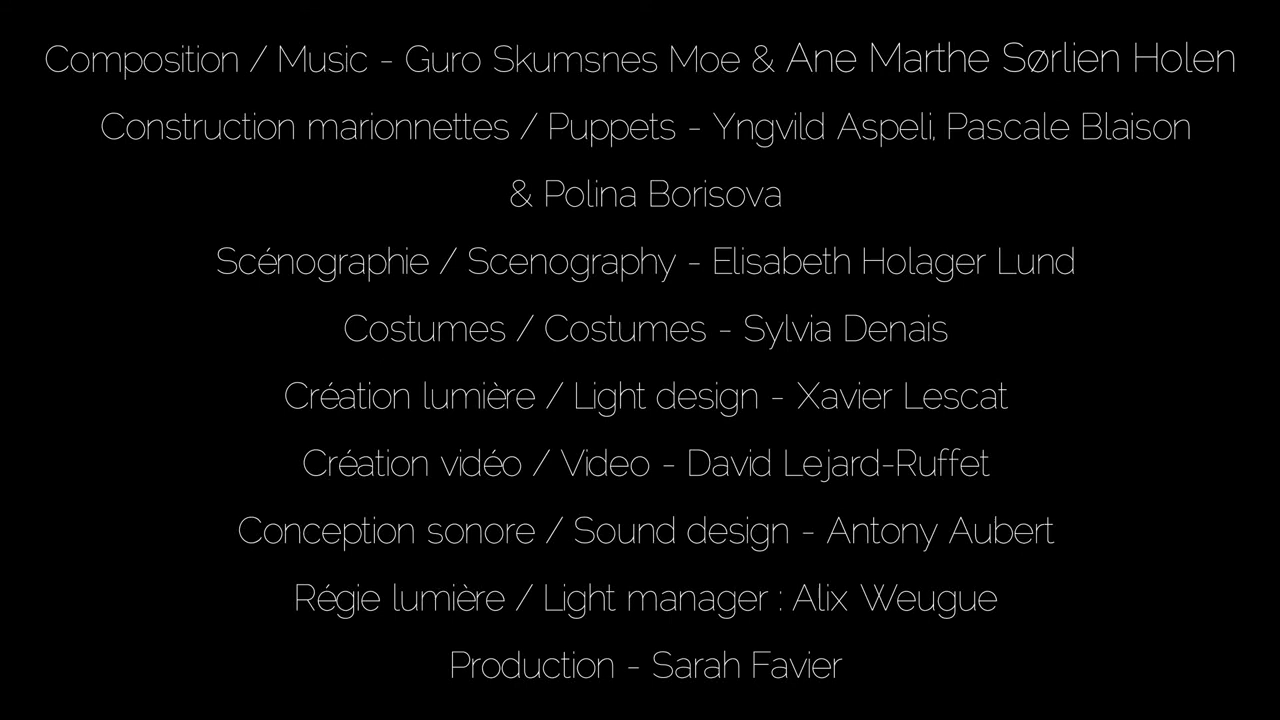 Composition / Music - Guro Skumsnes Moe & Ane Marthe Sørlien Holen
Construction marionnettes / Puppets - Yngvild Aspeli, Pascale Blaison
& Polina Borisova
Scénographie / Scenography - Elisabeth Holager Lund
Costumes / Costumes - Sylvia Denais
Création lumière / Light design - Xavier Lescat
Création vidéo / Video - David Lejard-Ruffet
Conception sonore / Sound design - Antony Aubert
Régie lumière / Light manager : Alix Weugue
Production - Sarah Favier